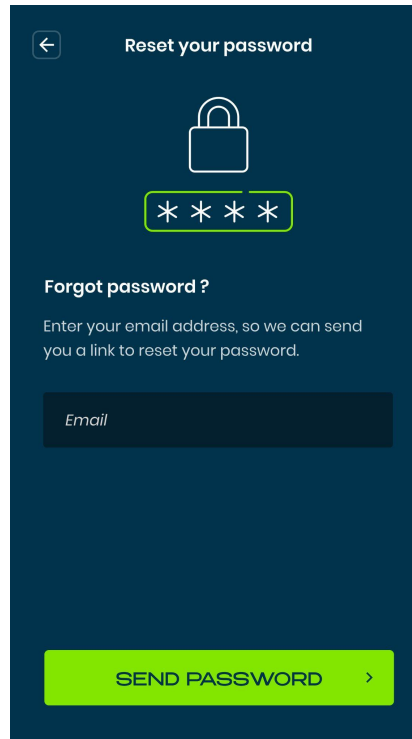 Reset your password
* * * *
Forgot password ?
Enter your email address, so we can send
you a link to reset your password.
Email
SEND PASSWORD